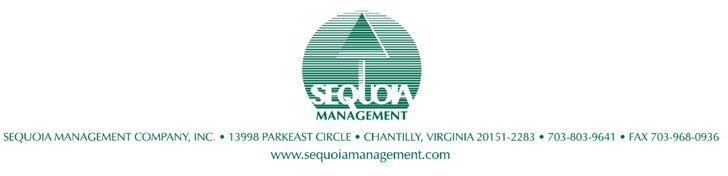 SEQUOIA
MANAGEMENT
SEQUOIA MANAGEMENT COMPANY, INC. • 13998 PARKEAST CIRCLE • CHANTILLY, VIRGINIA 20151-2283 • 703-803-9641 • FAX 703-968-0936
www.sequoiamanagement.com